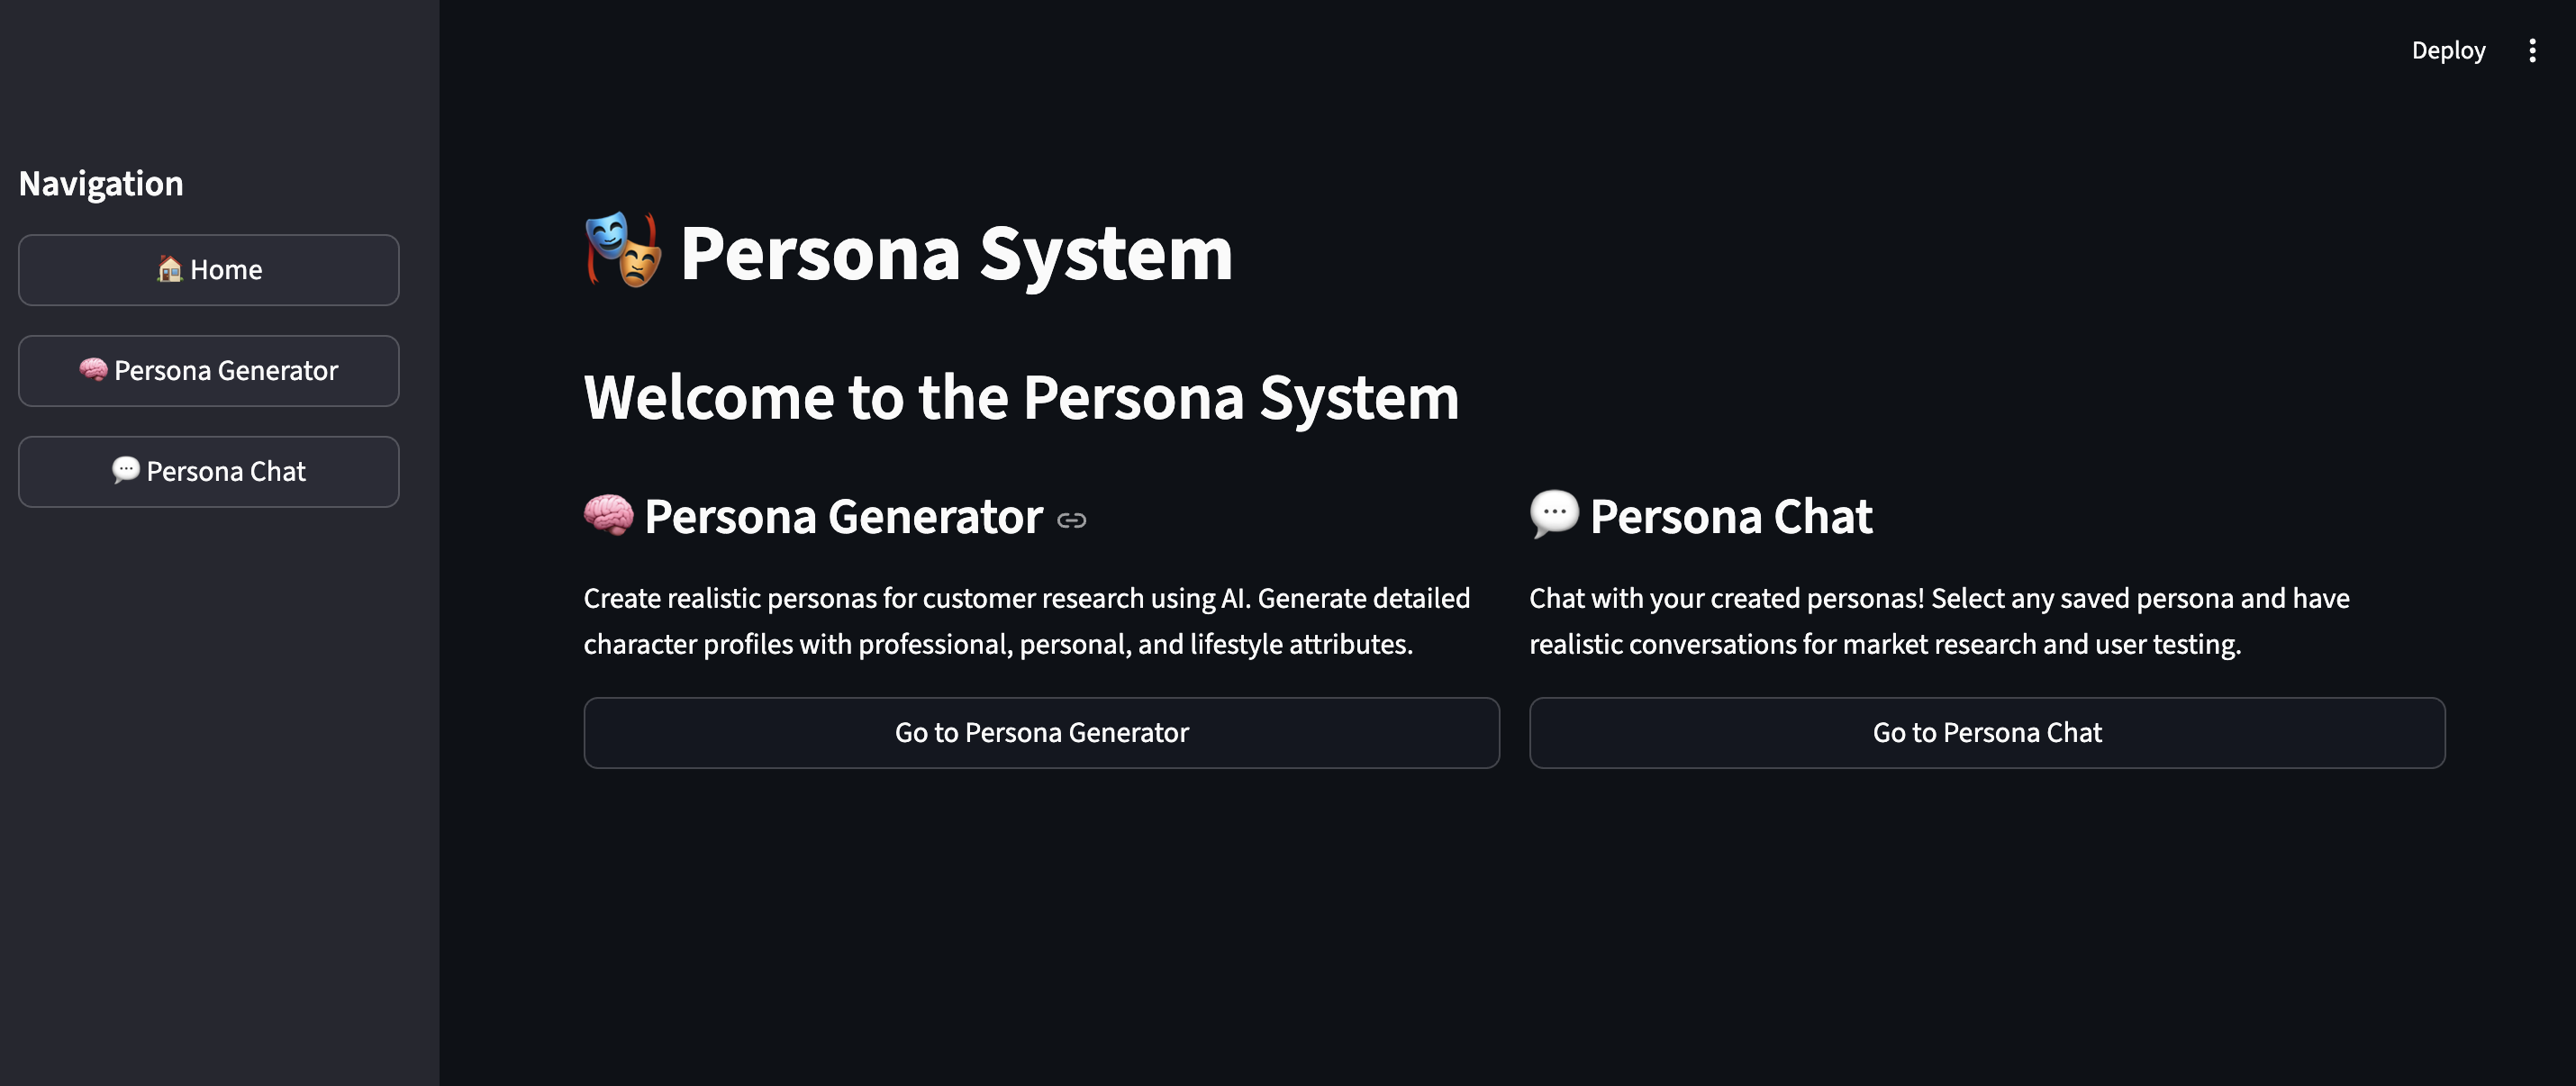 Deploy
Navigation
🏠 Home
🧠 Persona Generator
💬 Persona Chat
🎭 Persona System
Welcome to the Persona System
🧠 Persona Generator
Create realistic personas for customer research using AI. Generate detailed
character profiles with professional, personal, and lifestyle attributes.
Go to Persona Generator
💬 Persona Chat
Chat with your created personas! Select any saved persona and have
realistic conversations for market research and user testing.
Go to Persona Chat